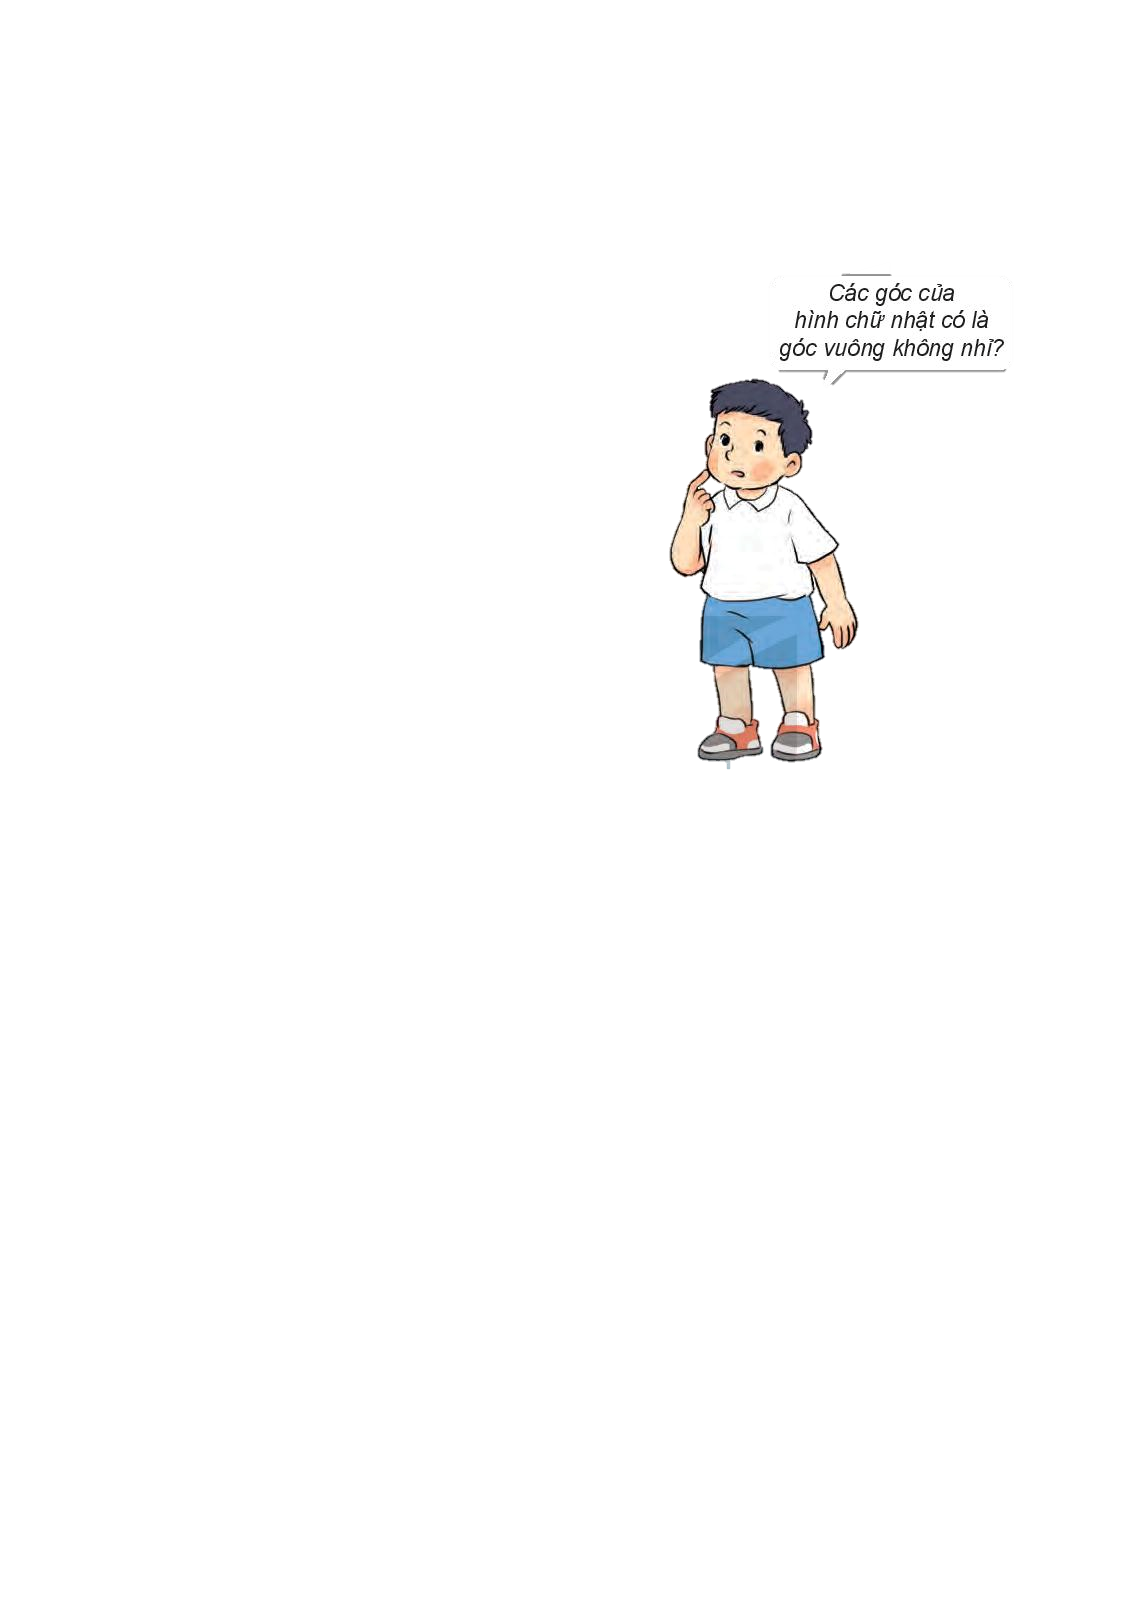 Các góc của
hình chữ nhật có là
góc vuông không nhỉ?